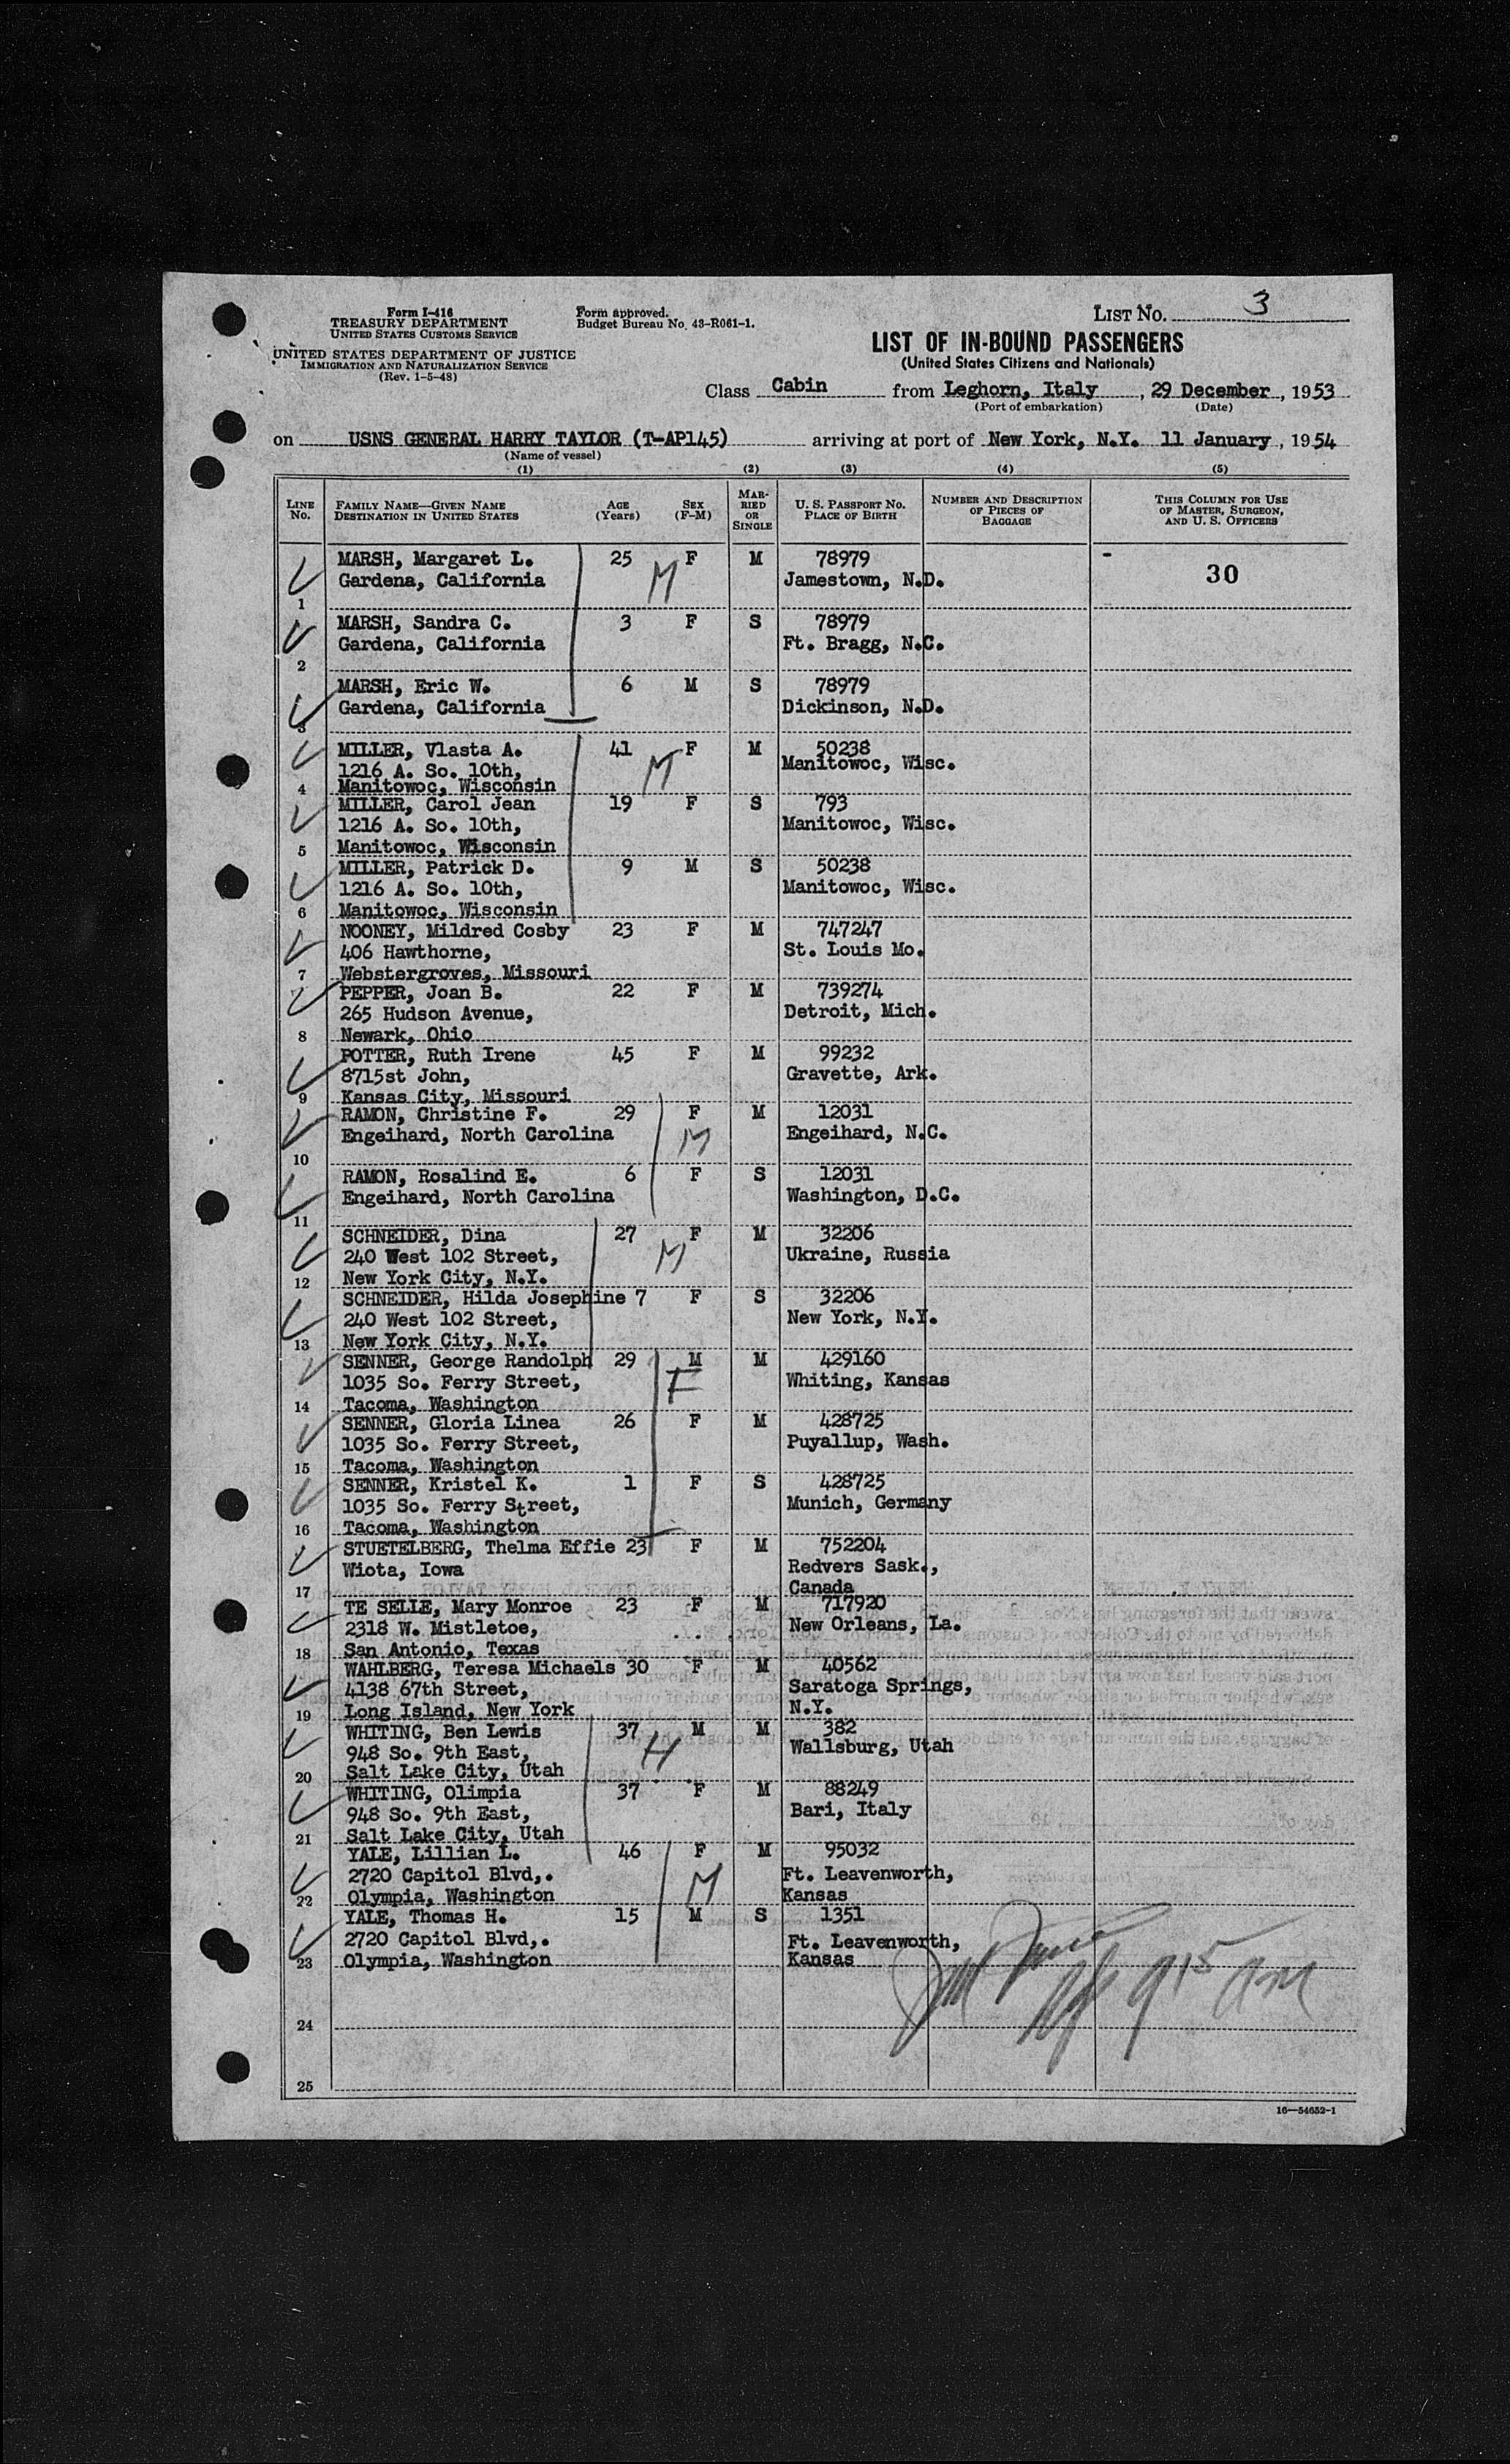 Form I-416
TREASURY DEPARTMENT
UNITED STATES CUSTOMS SERVICE
UNITED STATES DEPARTMENT OF JUSTICE
IMMIGRATION AND NATURALIZATION SERVICE
(Rev. 1-5-48)
Form approved.
Budget Bureau No. 43-R061-1.
LIST NO. 3
LIST OF IN-BOUND PASSENGERS
(United States Citizens and Nationals)
Class Cabin from Leghorn, Italy, 29 December, 1953
(Port of embarkation) (Date)
on USNS GENERAL HARRY TAYLOR (T-AP145) arriving at port of New York, N.Y. 11 January, 1954
(Name of vessel)
(1) (2) (3) (4) (5)
LINE NO. FAMILY NAME—GIVEN NAME DESTINATION IN UNITED STATES AGE (Years) SEX (F-M) MARRIED OR SINGLE U. S. PASSPORT NO. PLACE OF BIRTH NUMBER AND DESCRIPTION OF PIECES OF BAGGAGE THIS COLUMN FOR USE OF MASTER, SURGEON, AND U. S. OFFICERS
MARSH, Margaret L. 25 F M 78979
Gardena, California M Jamestown, N.D. 30
1
MARSH, Sandra C. 3 F S 78979
Gardena, California Ft. Bragg, N.C.
2
MARSH, Eric W. 6 M S 78979
Gardena, California Dickinson, N.D.
3
MILLER, Vlasta A. 41 F M 50238
1216 A. So. 10th, M Manitowoc, Wisc.
4 Manitowoc, Wisconsin
MILLER, Carol Jean 19 F S 793
1216 A. So. 10th, Manitowoc, Wisc.
5 Manitowoc, Wisconsin
MILLER, Patrick D. 9 M S 50238
1216 A. So. 10th, Manitowoc, Wisc.
6 Manitowoc, Wisconsin
NOONEY, Mildred Cosby 23 F M 747247
406 Hawthorne, St. Louis Mo.
7 Webstergroves, Missouri
PEPPER, Joan B. 22 F M 739274
265 Hudson Avenue, Detroit, Mich.
8 Newark, Ohio
POTTER, Ruth Irene 45 F M 99232
8715st John, Gravette, Ark.
9 Kansas City, Missouri
RAMON, Christine F. 29 F M 12031
Engeihard, North Carolina M Engeihard, N.C.
10
RAMON, Rosalind E. 6 F S 12031
Engeihard, North Carolina Washington, D.C.
11
SCHNEIDER, Dina 27 F M 32206
240 West 102 Street, M Ukraine, Russia
12 New York City, N.Y.
SCHNEIDER, Hilda Josephine 7 F S 32206
240 West 102 Street, New York, N.Y.
13 New York City, N.Y.
SENNER, George Randolph 29 M M 429160
1035 So. Ferry Street, F Whiting, Kansas
14 Tacoma, Washington
SENNER, Gloria Linea 26 F M 428725
1035 So. Ferry Street, Puyallup, Wash.
15 Tacoma, Washington
SENNER, Kristel K. 1 F S 428725
1035 So. Ferry Street, Munich, Germany
16 Tacoma, Washington
STUETELBERG, Thelma Effie 23 F M 752204
Wiota, Iowa Redvers Sask.,
17 Canada
TE SELLE, Mary Monroe 23 F M 717920
2318 W. Mistletoe, New Orleans, La.
18 San Antonio, Texas
WAHLBERG, Teresa Michaels 30 F M 40562
4138 67th Street, Saratoga Springs,
19 Long Island, New York N.Y.
WHITING, Ben Lewis 37 M M 382
948 So. 9th East, H Wallsburg, Utah
20 Salt Lake City, Utah
WHITING, Olimpia 37 F M 88249
948 So. 9th East, Bari, Italy
21 Salt Lake City, Utah
YALE, Lillian L. 46 F M 95032
2720 Capitol Blvd,. M Ft. Leavenworth,
22 Olympia, Washington Kansas
YALE, Thomas H. 15 M S 1351
2720 Capitol Blvd,. Ft. Leavenworth,
23 Olympia, Washington Kansas
915 am
24
25
16—54652-1